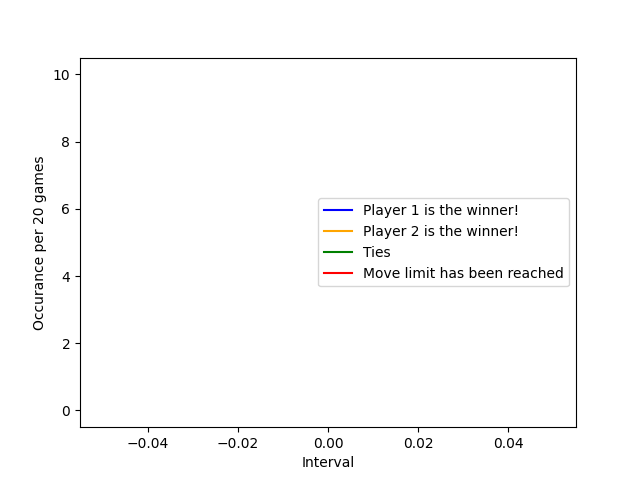 10
8
6
4
2
0
Occurance per 20 games
Player 1 is the winner!
Player 2 is the winner!
Ties
Move limit has been reached
−0.04 −0.02 0.00 0.02 0.04
Interval